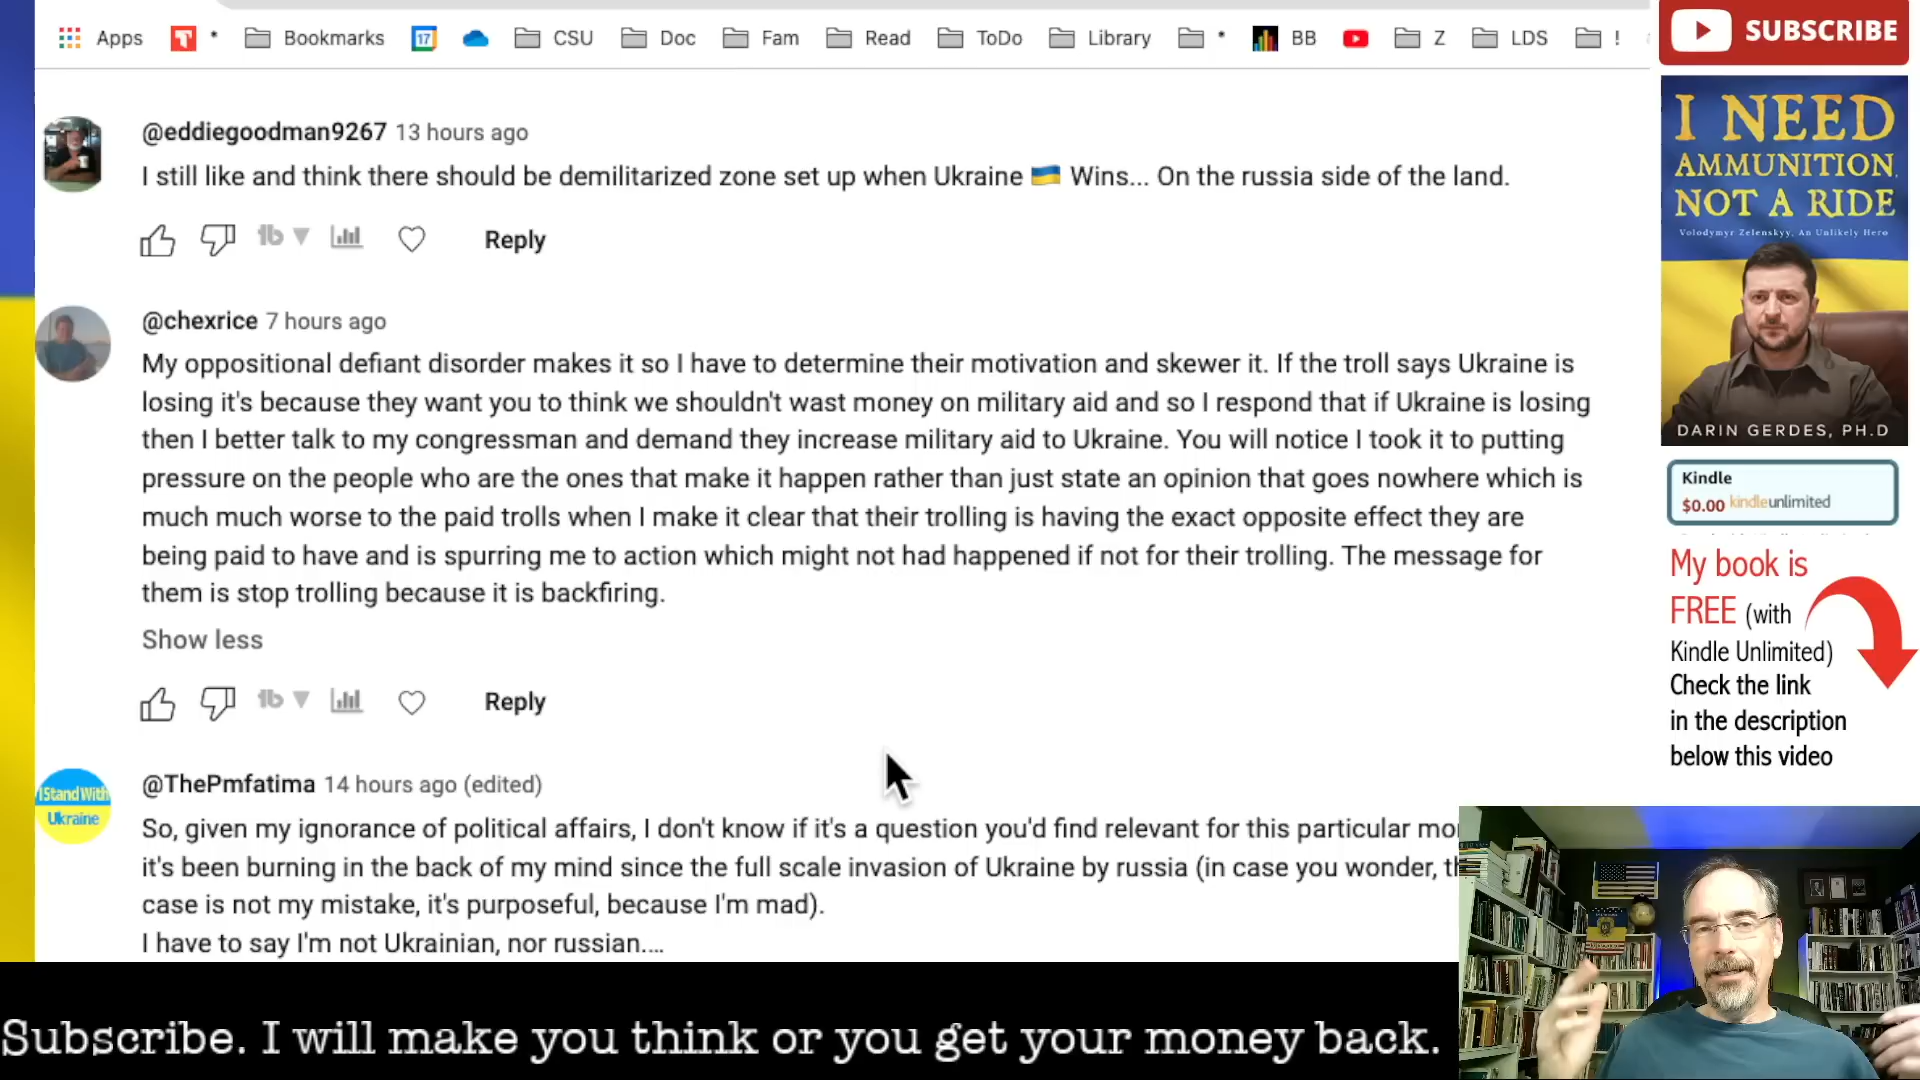 Apps
*
Bookmarks
17
CSU
Doc
Fam
Read
ToDo
Library
*
BB
Z
LDS
!
SUBSCRIBE
@eddiegoodman9267 13 hours ago
I still like and think there should be demilitarized zone set up when Ukraine 🇺🇦 Wins... On the russia side of the land.
Reply
@chexrice 7 hours ago
My oppositional defiant disorder makes it so I have to determine their motivation and skewer it. If the troll says Ukraine is
losing it's because they want you to think we shouldn't wast money on military aid and so I respond that if Ukraine is losing
then I better talk to my congressman and demand they increase military aid to Ukraine. You will notice I took it to putting
pressure on the people who are the ones that make it happen rather than just state an opinion that goes nowhere which is
much much worse to the paid trolls when I make it clear that their trolling is having the exact opposite effect they are
being paid to have and is spurring me to action which might not had happened if not for their trolling. The message for
them is stop trolling because it is backfiring.
Show less
Reply
I Stand With
Ukraine
@ThePmfatima 14 hours ago (edited)
So, given my ignorance of political affairs, I don't know if it's a question you'd find relevant for this particular
it's been burning in the back of my mind since the full scale invasion of Ukraine by russia (in case you wonder,
case is not my mistake, it's purposeful, because I'm mad).
I have to say I'm not Ukrainian, nor russian....
I NEED
AMMUNITION,
NOT A RIDE
Volodymyr Zelenskyy, An Unlikely Hero
DARIN GERDES, PH.D
Kindle
$0.00 kindleunlimited
My book is
FREE (with
Kindle Unlimited)
Check the link
in the description
below this video
Subscribe. I will make you think or you get your money back.